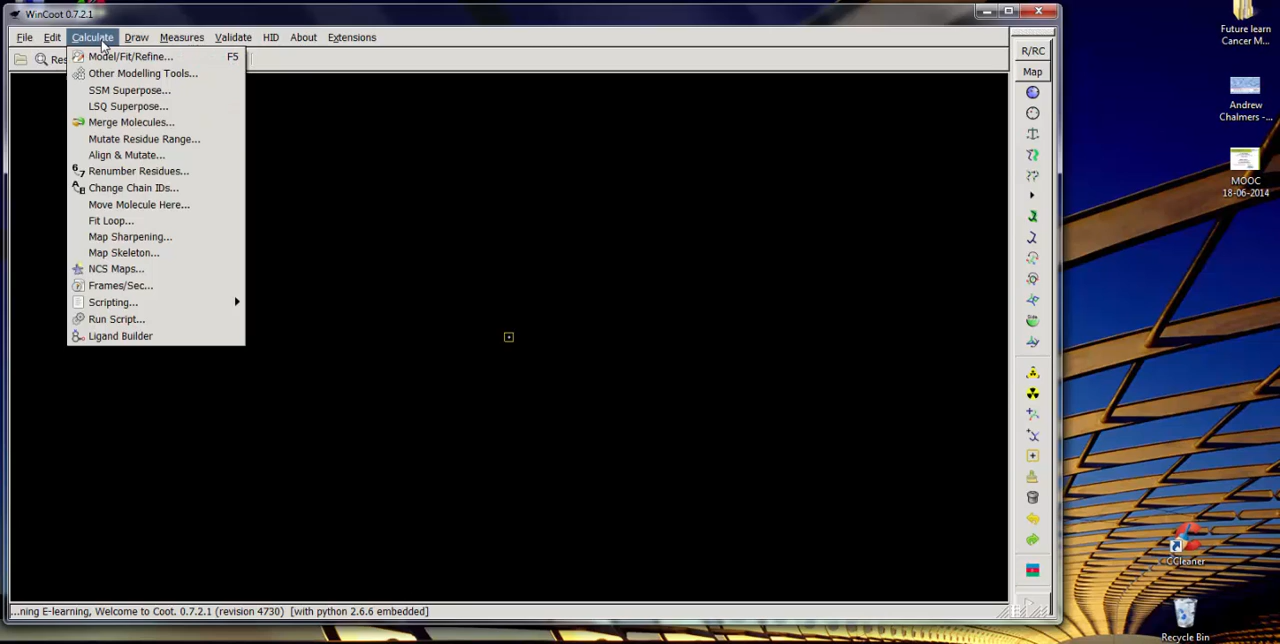 WinCoot 0.7.2.1
File Edit Calculate Draw Measures Validate HID About Extensions
Res
R/RC
Map
Model/Fit/Refine... F5
Other Modelling Tools...
SSM Superpose...
LSQ Superpose...
Merge Molecules...
Mutate Residue Range...
Align & Mutate...
Renumber Residues...
Change Chain IDs...
Move Molecule Here...
Fit Loop...
Map Sharpening...
Map Skeleton...
NCS Maps...
Frames/Sec...
Scripting...
Run Script...
Ligand Builder
...ning E-learning, Welcome to Coot. 0.7.2.1 (revision 4730) [with python 2.6.6 embedded]
Future learn
Cancer M...
Andrew
Chalmers -...
MOOC
18-06-2014
CCleaner
Recycle Bin